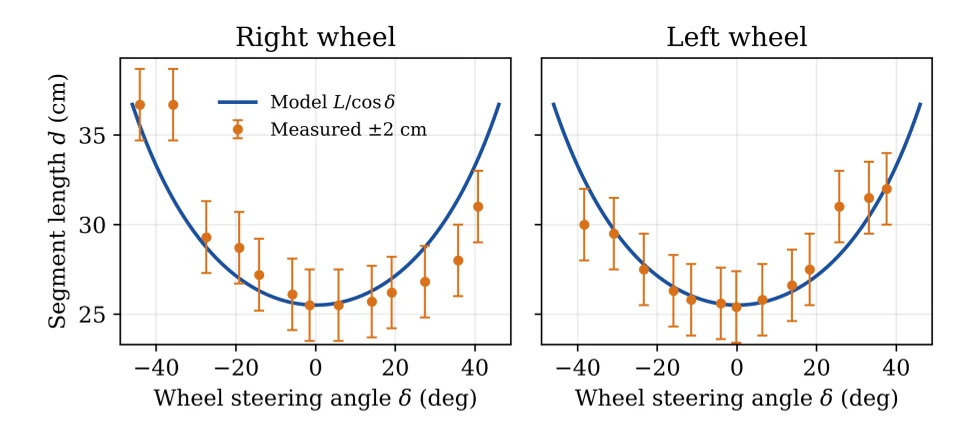 Right wheel
Left wheel
Segment length d (cm)
35
30
25
Model L/cosδ
Measured ±2 cm
−40 −20 0 20 40
−40 −20 0 20 40
Wheel steering angle δ (deg)
Wheel steering angle δ (deg)